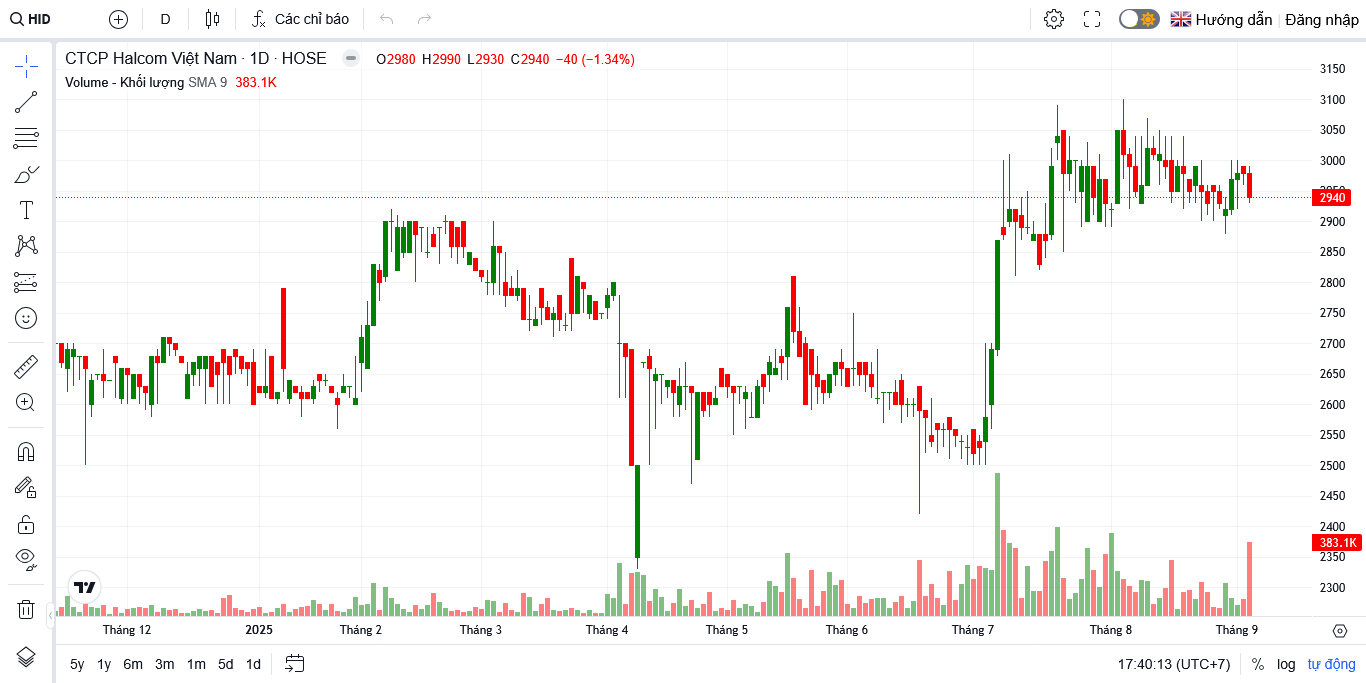 HID
D
Các chỉ báo
Hướng dẫn
Đăng nhập
CTCP Halcom Việt Nam · 1D · HOSE
O2980 H2990 L2930 C2940 −40 (−1.34%)
Volume - Khối lượng SMA 9 383.1K
3150
3100
3050
3000
2950
2940
2900
2850
2800
2750
2700
2650
2600
2550
2500
2450
2400
383.1K
2350
2300
Tháng 12 2025 Tháng 2 Tháng 3 Tháng 4 Tháng 5 Tháng 6 Tháng 7 Tháng 8 Tháng 9
5y 1y 6m 3m 1m 5d 1d
17:40:13 (UTC+7) % log tự động